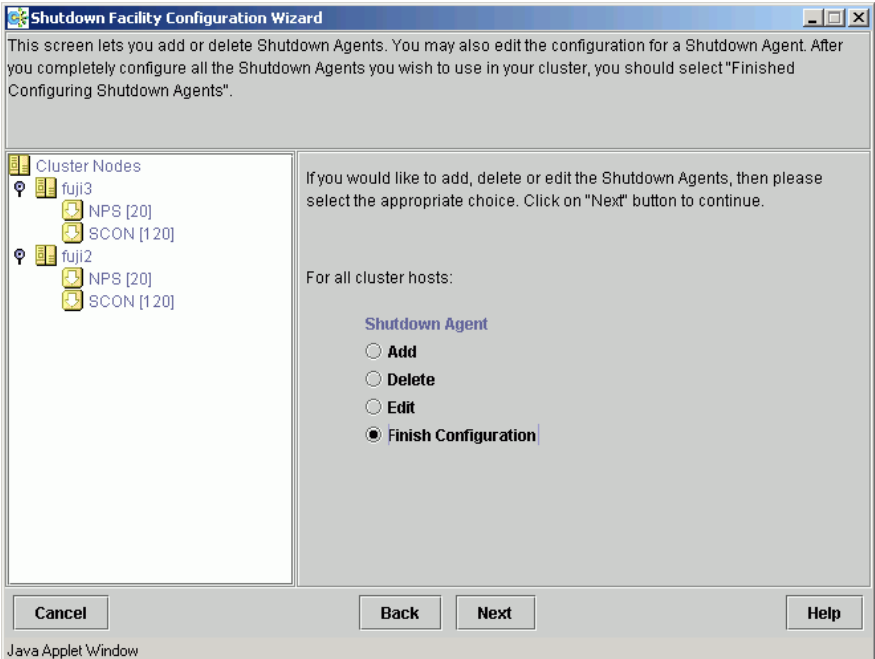 Shutdown Facility Configuration Wizard
This screen lets you add or delete Shutdown Agents. You may also edit the configuration for a Shutdown Agent. After
you completely configure all the Shutdown Agents you wish to use in your cluster, you should select "Finished
Configuring Shutdown Agents".
Cluster Nodes
fuji3
NPS [20]
SCON [120]
fuji2
NPS [20]
SCON [120]
If you would like to add, delete or edit the Shutdown Agents, then please
select the appropriate choice. Click on "Next" button to continue.
For all cluster hosts:
Shutdown Agent
Add
Delete
Edit
Finish Configuration
Cancel
Back
Next
Help
Java Applet Window